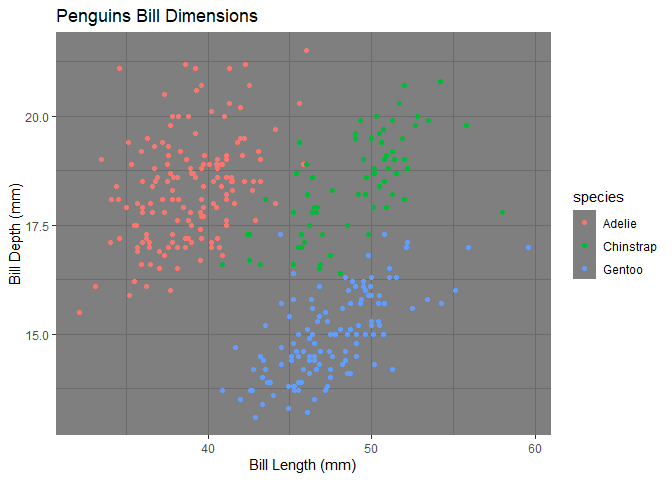 Penguins Bill Dimensions
20.0
17.5
15.0
Bill Depth (mm)
40
50
60
Bill Length (mm)
species
Adelie
Chinstrap
Gentoo